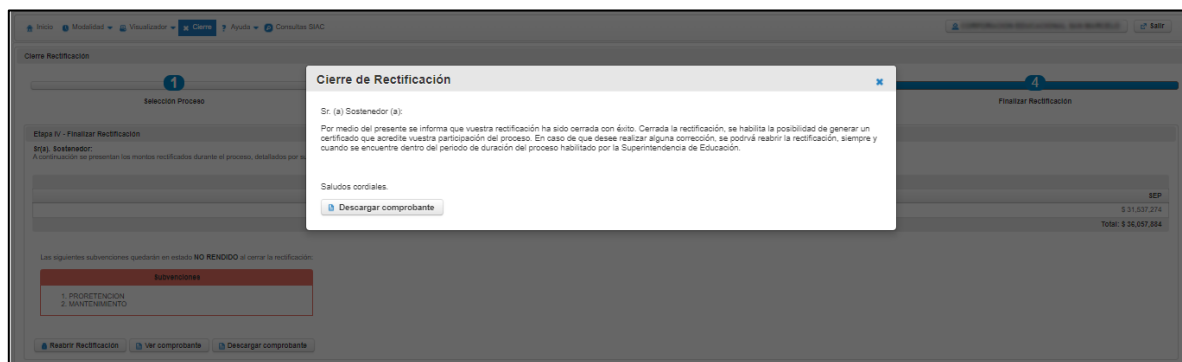 Inicio Modalidad Visualizador Cierre Ayuda Consultas SIAC Salir
Cierre Rectificación
1 4
Selección Proceso Finalizar Rectificación
Cierre de Rectificación
Sr. (a) Sostenedor (a):
Por medio del presente se informa que vuestra rectificación ha sido cerrada con éxito. Cerrada la rectificación, se habilita la posibilidad de generar un
certificado que acredite vuestra participación del proceso. En caso de que desee realizar alguna corrección, se podrvá reabrir la rectificación, siempre y
cuando se encuentre dentro del periodo de duración del proceso habilitado por la Superintendencia de Educación.
Saludos cordiales.
Descargar comprobante
Etapa IV - Finalizar Rectificación
Sr(a). Sostenedor:
A continuación se presentan los montos rectificados durante el proceso, detallados por
SEP
$ 31,537,274
Total:
Las siguientes subvenciones quedarán en estado NO RENDIDO al cerrar la rectificación:
Subvenciones
1. PRORETENCION
2. MANTENIMIENTO
Reabrir Rectificación Ver comprobante Descargar comprobante